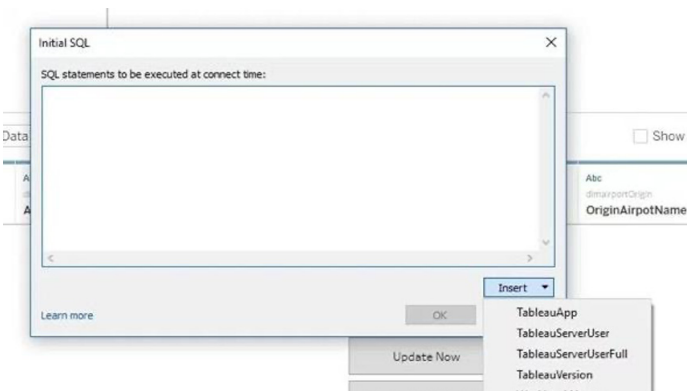 Initial SQL
SQL statements to be executed at connect time:
Data
Show
Abc
dimairportOrigin
OriginAirpotName
A
Insert
Learn more
OK
TableauApp
TableauServerUser
TableauServerUserFull
TableauVersion
Update Now